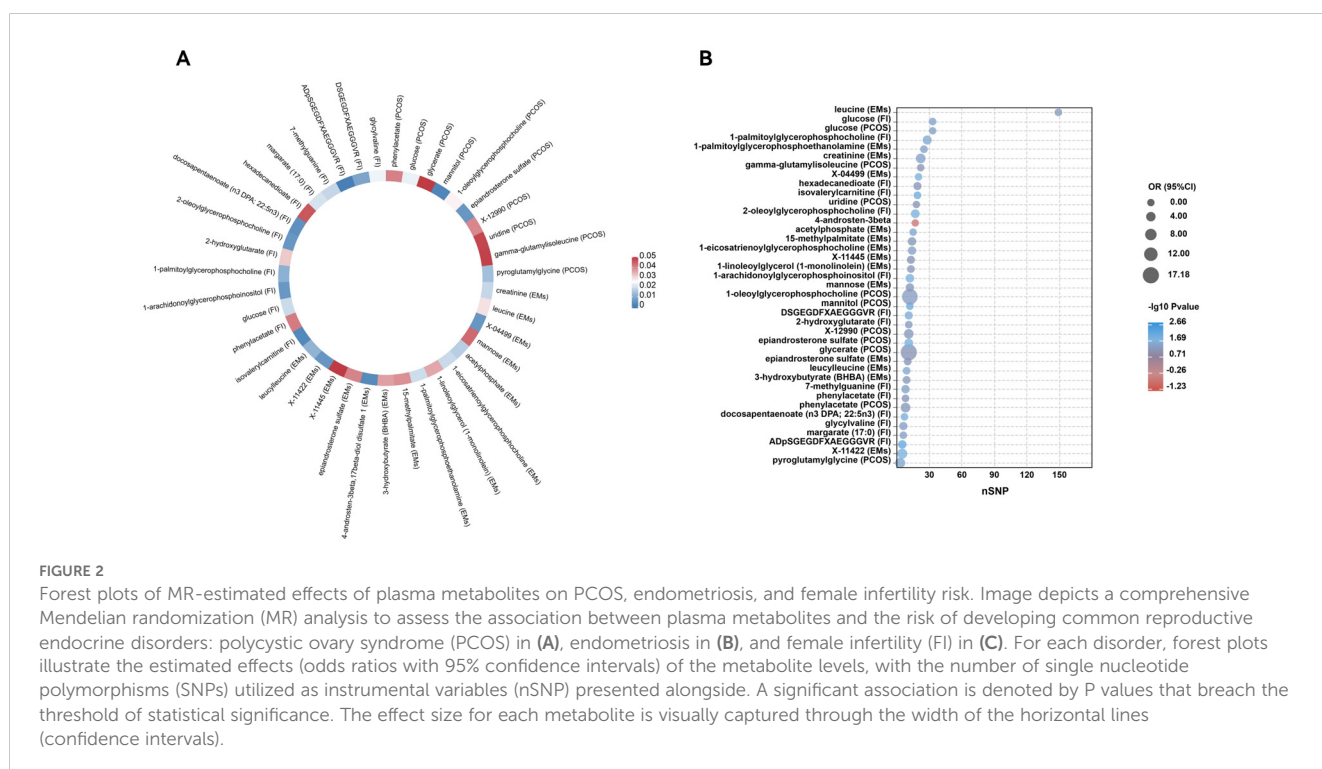 A
DSGEGDFXAEGGGVR (FI)
glycylvaline (FI)
phenylacetate (PCOS)
glucose (PCOS)
glycerate (PCOS)
mannitol (PCOS)
1-oleoylglycerophosphocholine (PCOS)
epiandrosterone sulfate (PCOS)
X-12990 (PCOS)
uridine (PCOS)
gamma-glutamylisoleucine (PCOS)
pyroglutamylglycine (PCOS)
creatinine (EMs)
leucine (EMs)
X-04499 (EMs)
mannose (EMs)
acetylphosphate (EMs)
1-eicosatrienoylglycerophosphocholine (EMs)
1-linoleoylglycerol (1-monolinolein) (EMs)
1-palmitoylglycerophosphoethanolamine (EMs)
15-methylpalmitate (EMs)
3-hydroxybutyrate (BHBA) (EMs)
4-androsten-3beta,17beta-diol disulfate 1 (EMs)
epiandrosterone sulfate (EMs)
X-11445 (EMs)
X-11422 (EMs)
leucylleucine (EMs)
isovalerylcarnitine (FI)
phenylacetate (FI)
glucose (FI)
1-arachidonoylglycerophosphoinositol (FI)
1-palmitoylglycerophosphocholine (FI)
2-hydroxyglutarate (FI)
2-oleoylglycerophosphocholine (FI)
docosapentaenoate (n3 DPA; 22:5n3) (FI)
hexadecanedioate (FI)
margarate (17:0) (FI)
7-methylguanine (FI)
ADpSGEGDFXAEGGGVR (FI)
0.05
0.04
0.03
0.02
0.01
0
B
leucine (EMs)
glucose (FI)
glucose (PCOS)
1-palmitoylglycerophosphocholine (FI)
1-palmitoylglycerophosphoethanolamine (EMs)
creatinine (EMs)
gamma-glutamylisoleucine (PCOS)
X-04499 (EMs)
hexadecanedioate (FI)
isovalerylcarnitine (FI)
uridine (PCOS)
2-oleoylglycerophosphocholine (FI)
4-androsten-3beta
acetylphosphate (EMs)
15-methylpalmitate (EMs)
1-eicosatrienoylglycerophosphocholine (EMs)
X-11445 (EMs)
1-linoleoylglycerol (1-monolinolein) (EMs)
1-arachidonoylglycerophosphoinositol (FI)
mannose (EMs)
1-oleoylglycerophosphocholine (PCOS)
mannitol (PCOS)
DSGEGDFXAEGGGVR (FI)
2-hydroxyglutarate (FI)
X-12990 (PCOS)
epiandrosterone sulfate (PCOS)
glycerate (PCOS)
epiandrosterone sulfate (EMs)
leucylleucine (EMs)
3-hydroxybutyrate (BHBA) (EMs)
7-methylguanine (FI)
phenylacetate (FI)
phenylacetate (PCOS)
docosapentaenoate (n3 DPA; 22:5n3) (FI)
glycylvaline (FI)
margarate (17:0) (FI)
ADpSGEGDFXAEGGGVR (FI)
X-11422 (EMs)
pyroglutamylglycine (PCOS)
30 60 90 120 150
nSNP
OR (95%CI)
0.00
4.00
8.00
12.00
17.18
-lg10 Pvalue
2.66
1.69
0.71
-0.26
-1.23
FIGURE 2
Forest plots of MR-estimated effects of plasma metabolites on PCOS, endometriosis, and female infertility risk. Image depicts a comprehensive
Mendelian randomization (MR) analysis to assess the association between plasma metabolites and the risk of developing common reproductive
endocrine disorders: polycystic ovary syndrome (PCOS) in (A), endometriosis in (B), and female infertility (FI) in (C). For each disorder, forest plots
illustrate the estimated effects (odds ratios with 95% confidence intervals) of the metabolite levels, with the number of single nucleotide
polymorphisms (SNPs) utilized as instrumental variables (nSNP) presented alongside. A significant association is denoted by P values that breach the
threshold of statistical significance. The effect size for each metabolite is visually captured through the width of the horizontal lines
(confidence intervals).